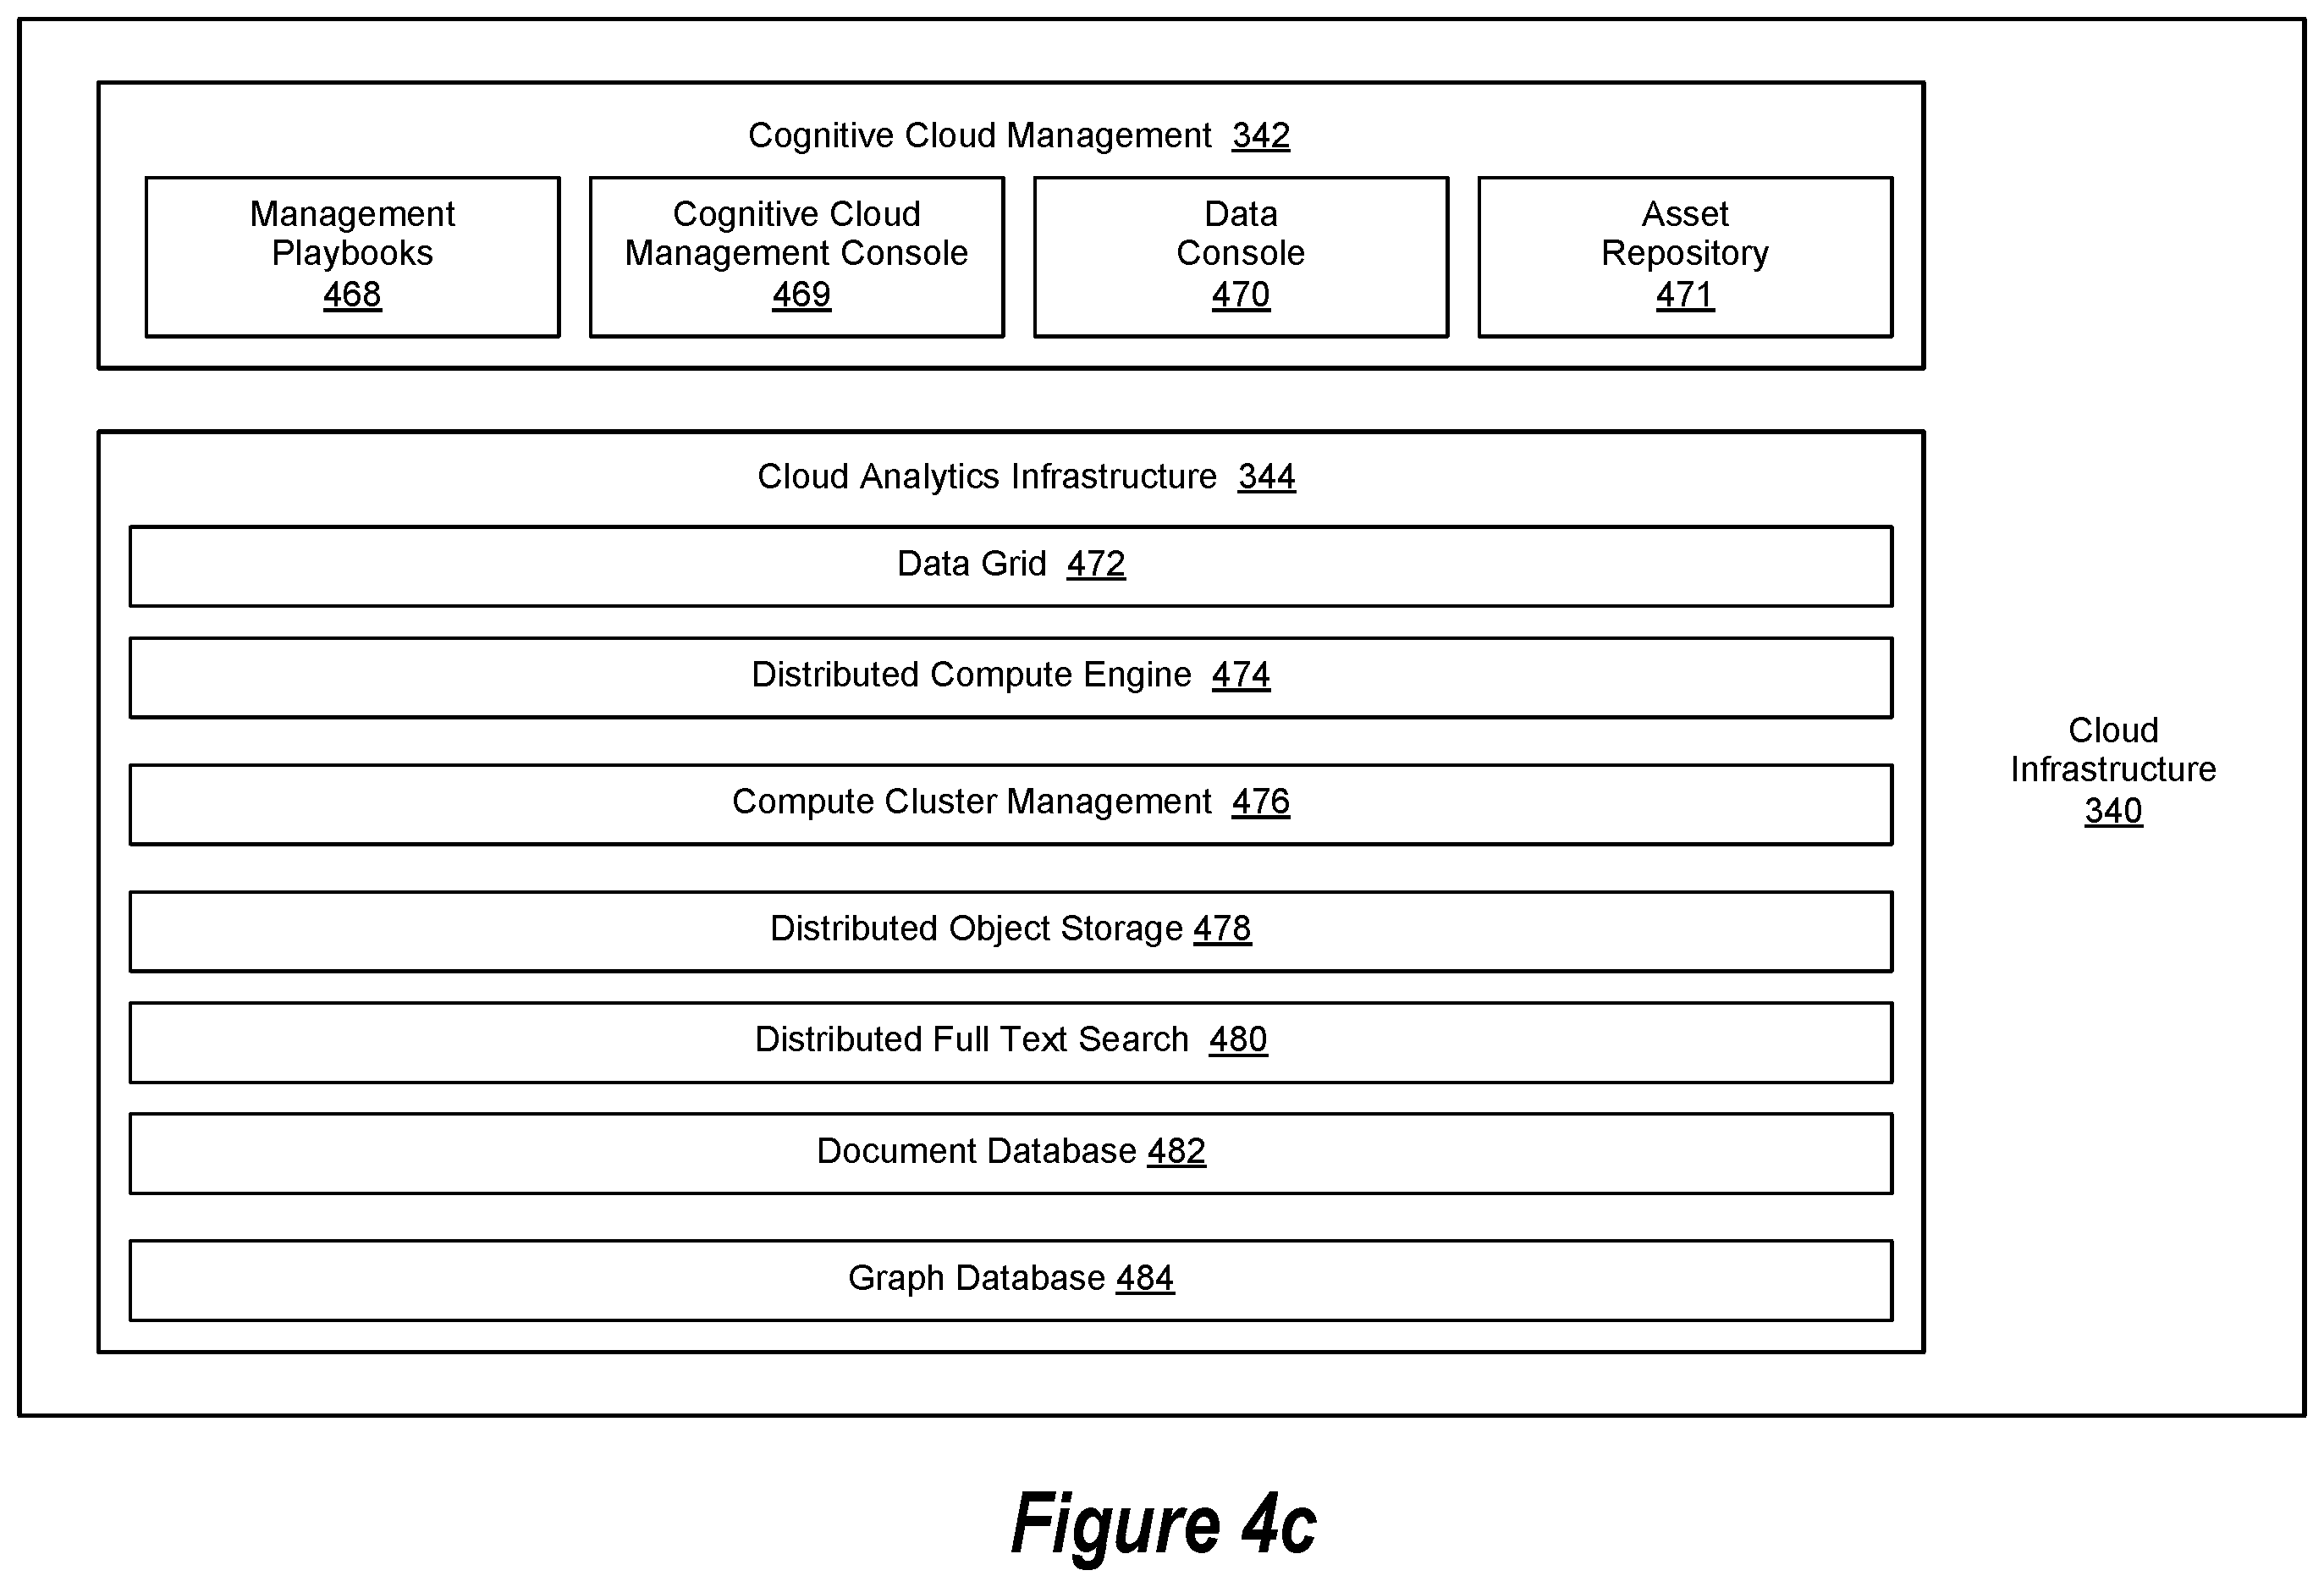 Cognitive Cloud Management 342
Management
Playbooks
468
Cognitive Cloud
Management Console
469
Data
Console
470
Asset
Repository
471
Cloud Analytics Infrastructure 344
Data Grid 472
Distributed Compute Engine 474
Compute Cluster Management 476
Distributed Object Storage 478
Distributed Full Text Search 480
Document Database 482
Graph Database 484
Cloud
Infrastructure
340
Figure 4c